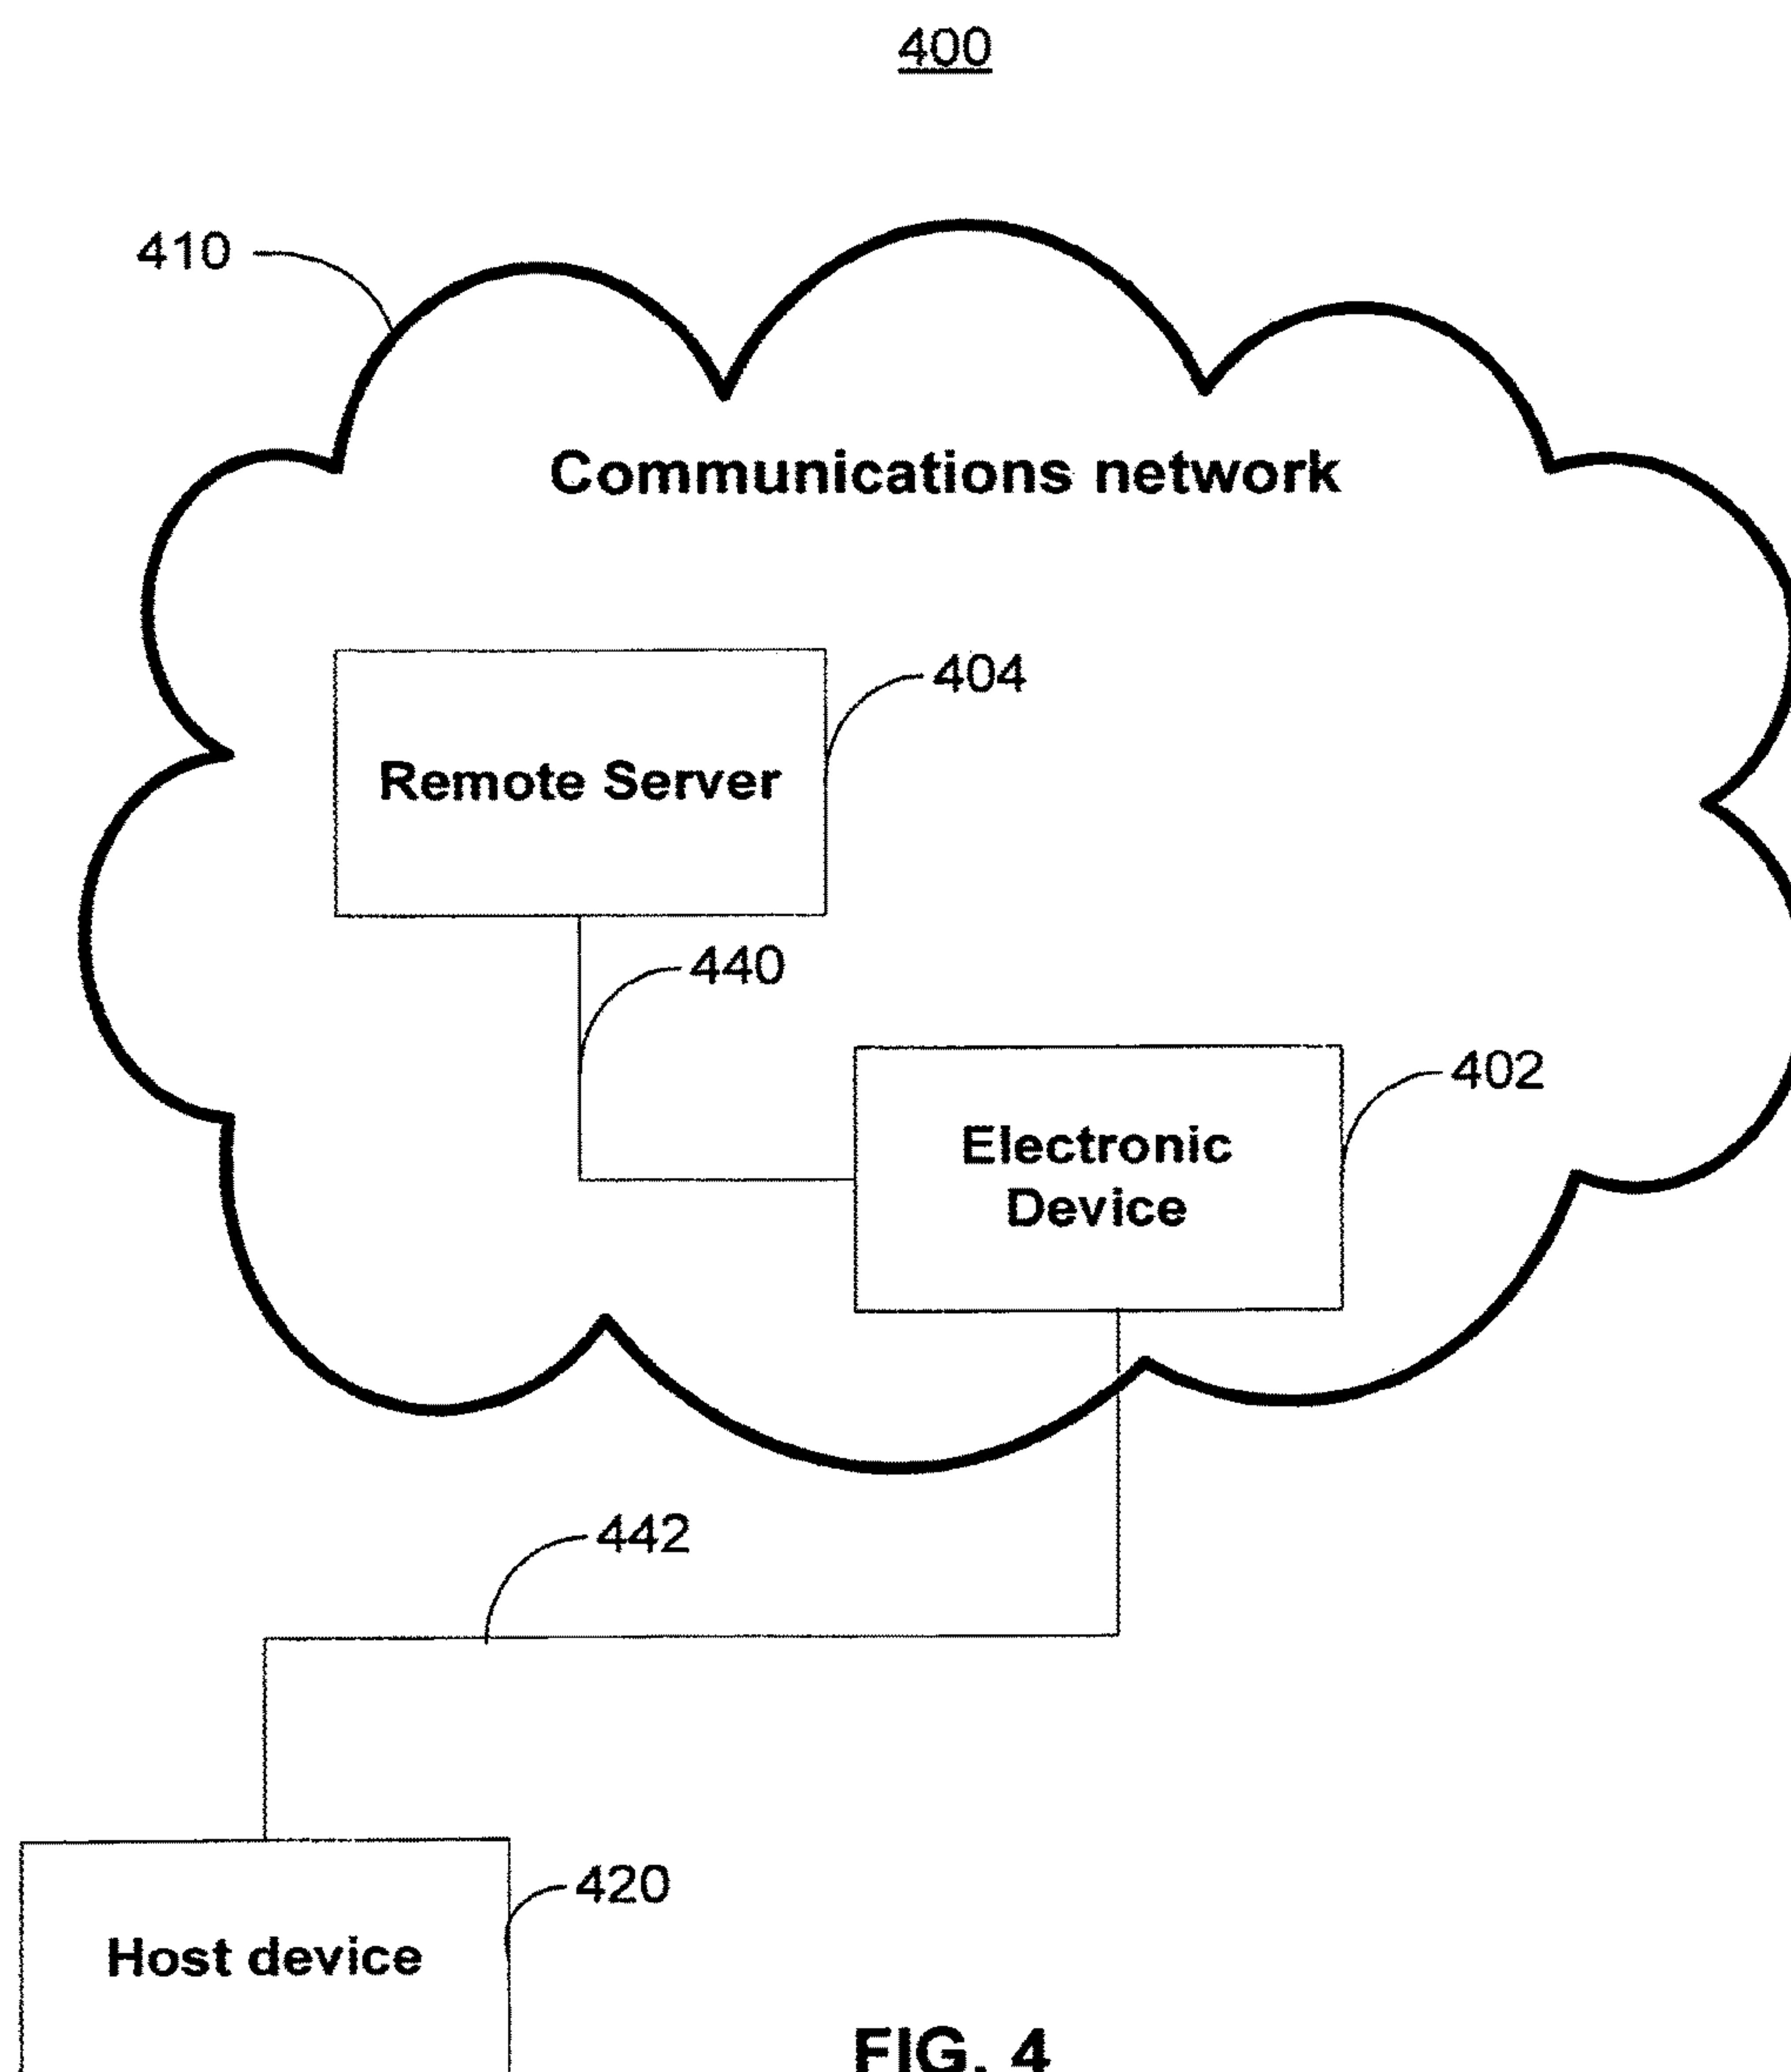 400
410
Communications network
404
Remote Server
440
402
Electronic
Device
442
420
Host device
FIG. 4